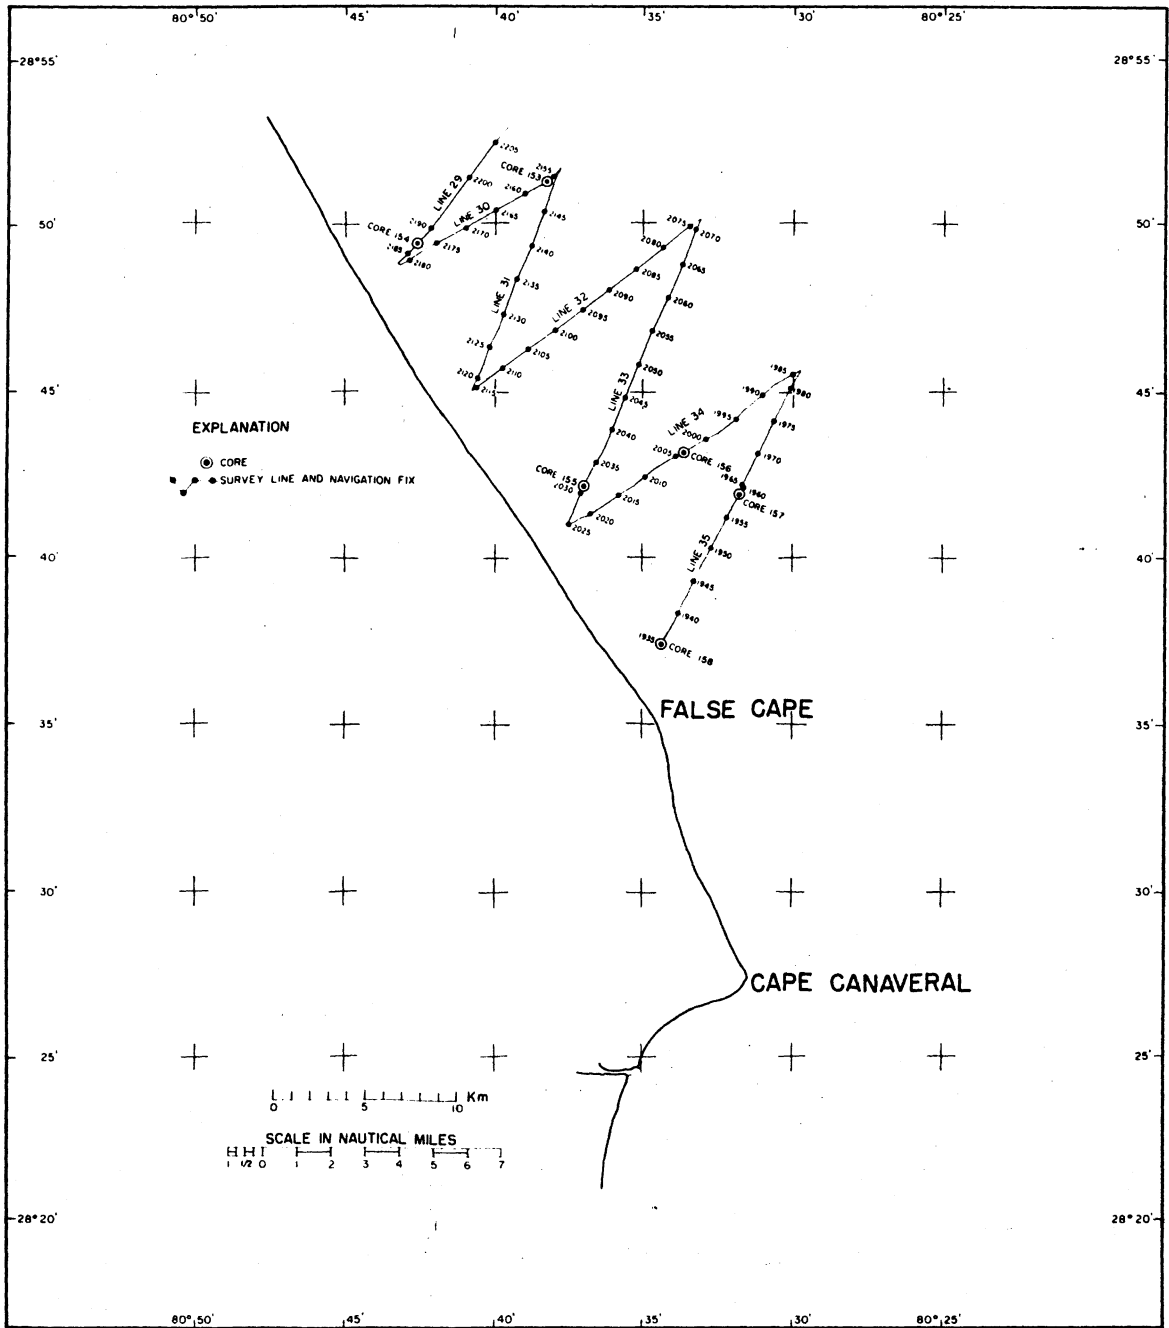 80° 50' 45' 40' 35' 30' 80° 25'
28° 55' 28° 55'
2205
2155
CORE 153
2200
2160
LINE 29
LINE 30
2165
2145
50' 50'
2190
2170
2075
2070
CORE 154
2175
2080
2140
2185
2180
2065
2085
2135
LINE 31
2090
2060
LINE 32
2095
2130
2100
2055
2125
2105
2050
2120
2110
1985
2115
LINE 33
1990
1980
45' 45'
2045
1995
1975
LINE 34
EXPLANATION
2040
2000
2005
1970
CORE
2035
CORE 156
CORE 155
2010
1965
1960
SURVEY LINE AND NAVIGATION FIX
2030
CORE 157
2015
1955
2020
2025
LINE 35
1950
40' 40'
1945
1940
1935
CORE 158
FALSE CAPE
35' 35'
30' 30'
CAPE CANAVERAL
25' 25'
0 5 10 Km
SCALE IN NAUTICAL MILES
1 1/2 0 1 2 3 4 5 6 7
28° 20' 28° 20'
80° 50' 45' 40' 35' 30' 80° 25'